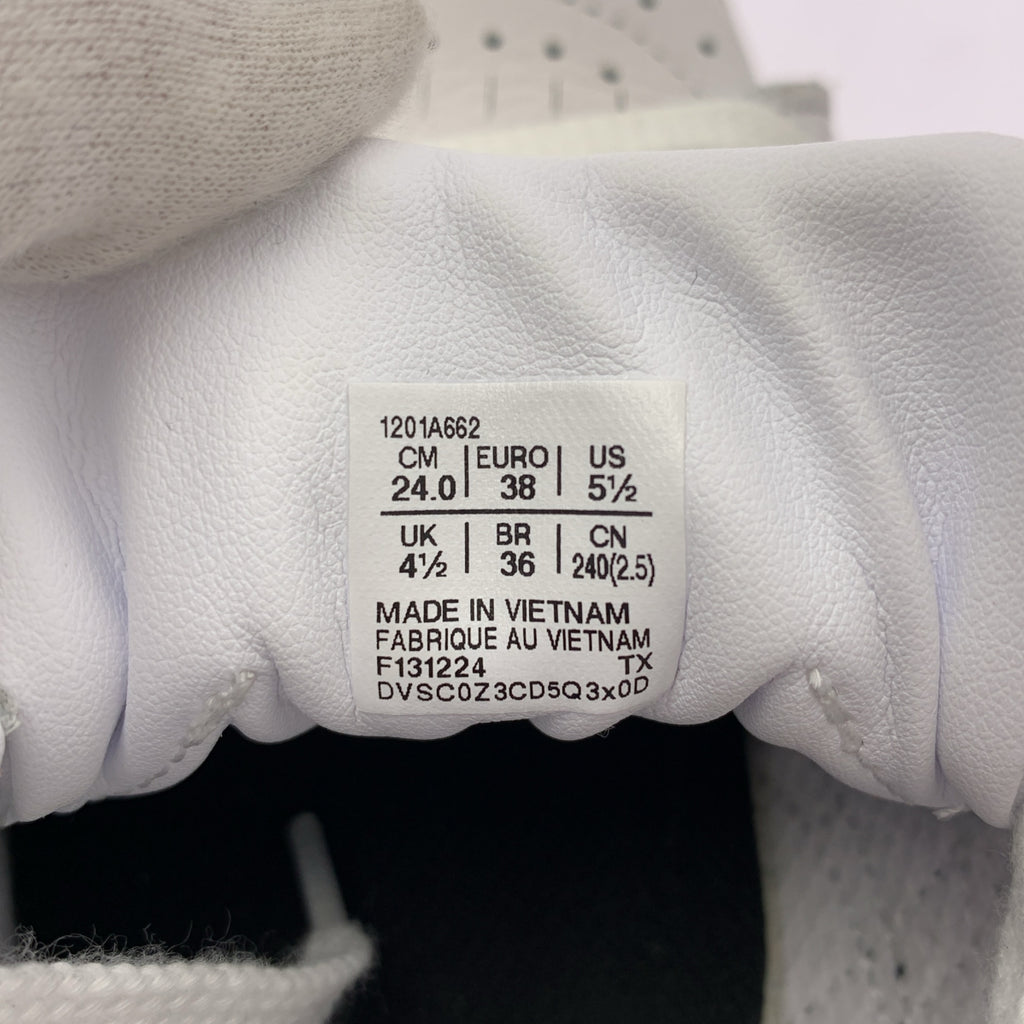 1201A662
CM | EURO | US
24.0 | 38 | 5½
UK | BR | CN
4½ | 36 | 240(2.5)
MADE IN VIETNAM
FABRIQUE AU VIETNAM
F131224 TX
DVSC0Z3CD5Q3x0D